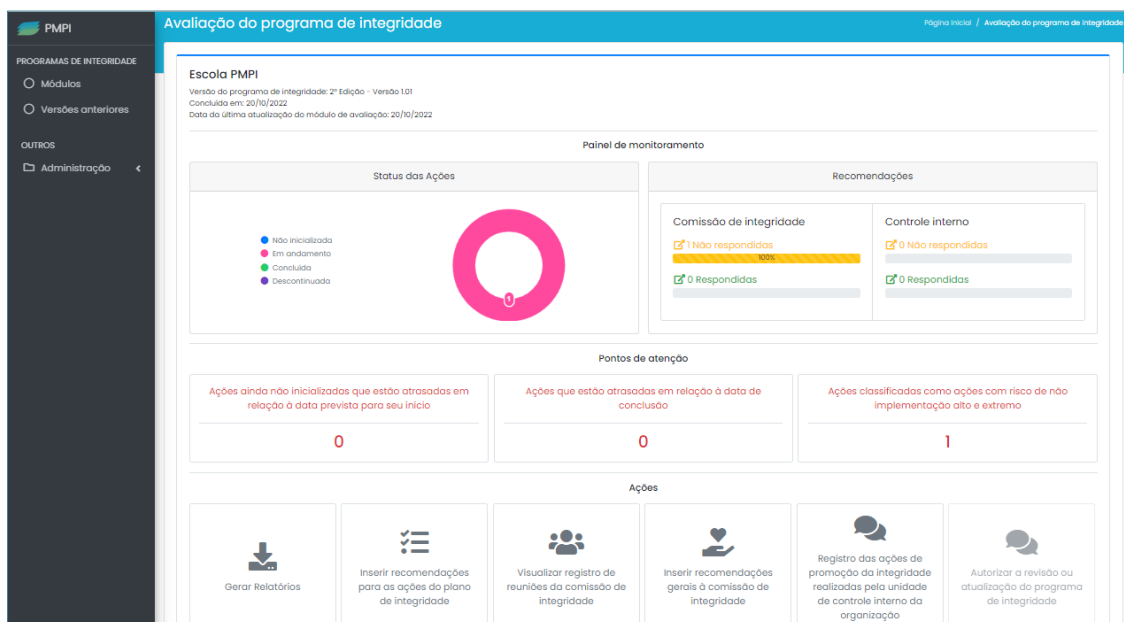 PMPI
Avaliação do programa de integridade
Página Inicial / Avaliação do programa de integridade
PROGRAMAS DE INTEGRIDADE
Módulos
Versões anteriores
OUTROS
Administração
Escola PMPI
Versão do programa de integridade: 2ª Edição - Versão 1.01
Concluída em: 20/10/2022
Data da última atualização do módulo de avaliação: 20/10/2022
Painel de monitoramento
Status das Ações
Não inicializada
Em andamento
Concluída
Descontinuada
1
Recomendações
Comissão de integridade
1 Não respondidas
100%
0 Respondidas
Controle interno
0 Não respondidas
0 Respondidas
Pontos de atenção
Ações ainda não inicializadas que estão atrasadas em
relação à data prevista para seu início
0
Ações que estão atrasadas em relação à data de
conclusão
0
Ações classificadas como ações com risco de não
implementação alto e extremo
1
Ações
Gerar Relatórios
Inserir recomendações
para as ações do plano
de integridade
Visualizar registro de
reuniões da comissão de
integridade
Inserir recomendações
gerais à comissão de
integridade
Registro das ações de
promoção da integridade
realizadas pela unidade
de controle interno da
organização
Autorizar a revisão ou
atualização do programa
de integridade